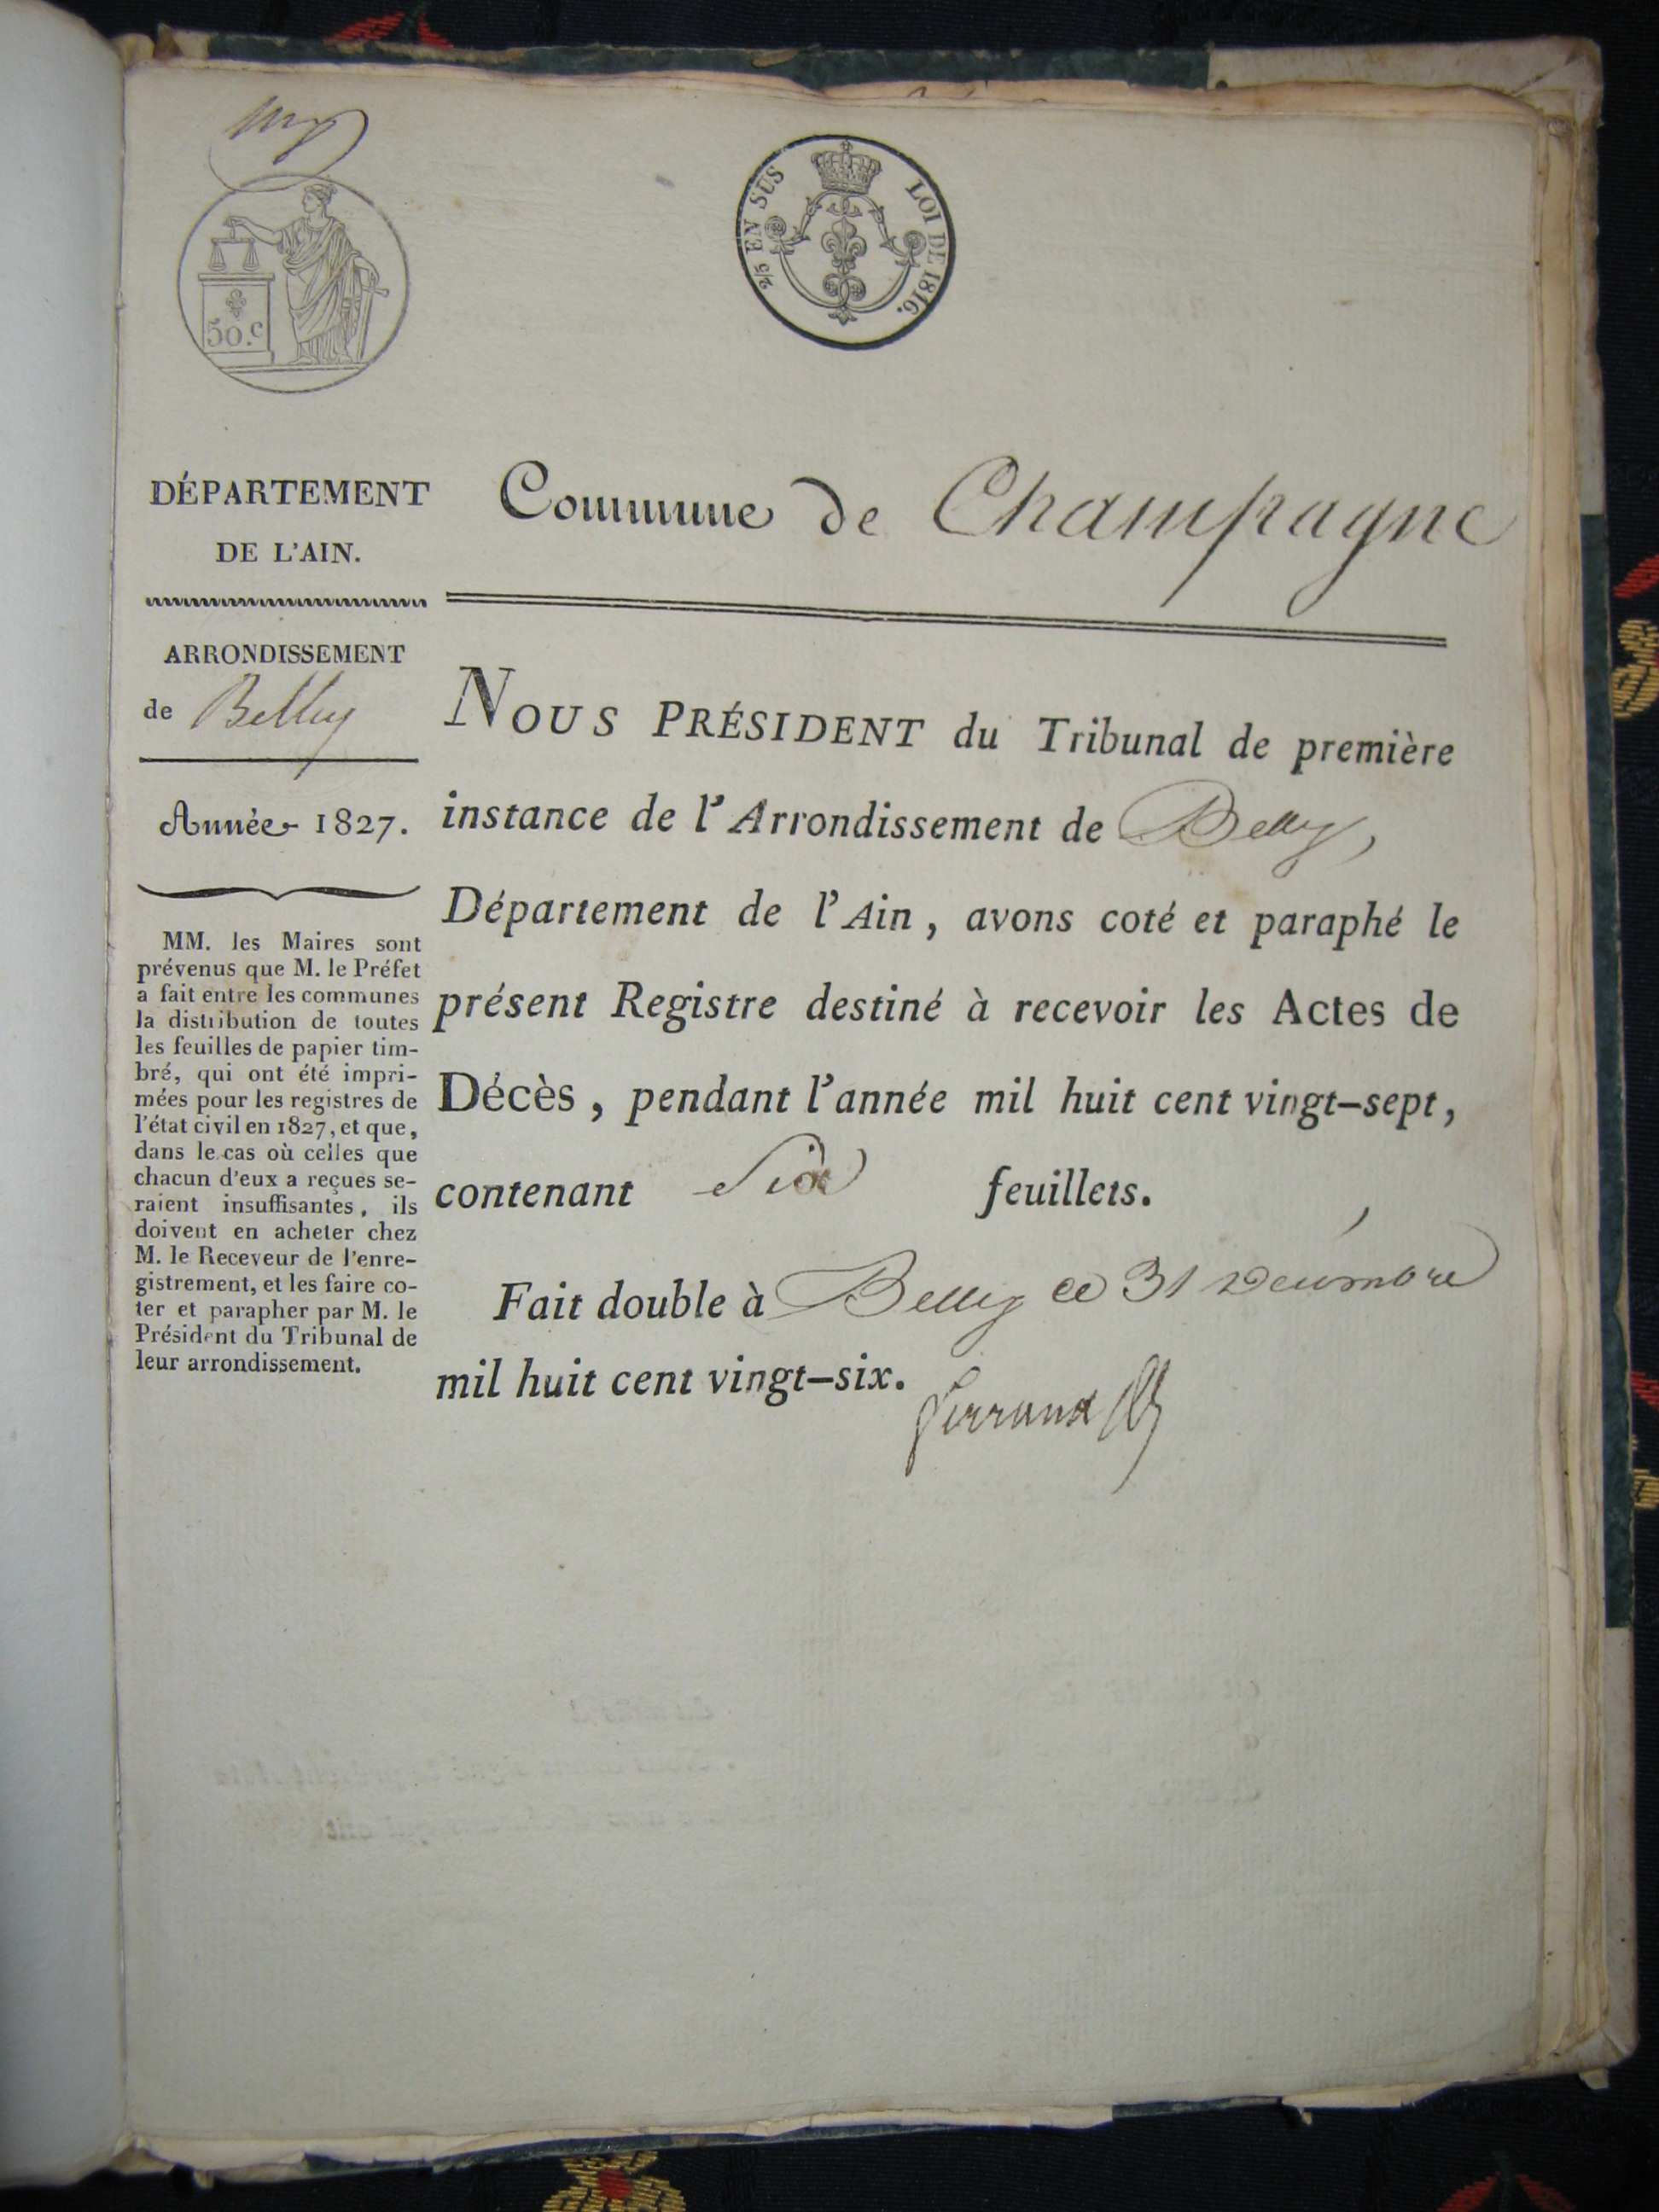 2/5 EN SUS LOI DE 1816.
50.c
DÉPARTEMENT
DE L'AIN.
Commune de Champagne
ARRONDISSEMENT
de Belley
Année 1827.
MM. les Maires sont
prévenus que M. le Préfet
a fait entre les communes
la distribution de toutes
les feuilles de papier tim-
bré, qui ont été impri-
mées pour les registres de
l'état civil en 1827, et que,
dans le cas où celles que
chacun d'eux a reçues se-
raient insuffisantes, ils
doivent en acheter chez
M. le Receveur de l'enre-
gistrement, et les faire co-
ter et parapher par M. le
Président du Tribunal de
leur arrondissement.
NOUS PRÉSIDENT du Tribunal de première
instance de l'Arrondissement de Belley,
Département de l'Ain, avons coté et paraphé le
présent Registre destiné à recevoir les Actes de
Décès, pendant l'année mil huit cent vingt-sept,
contenant Six feuillets.
Fait double à Belley ce 31 Décembre
mil huit cent vingt-six.